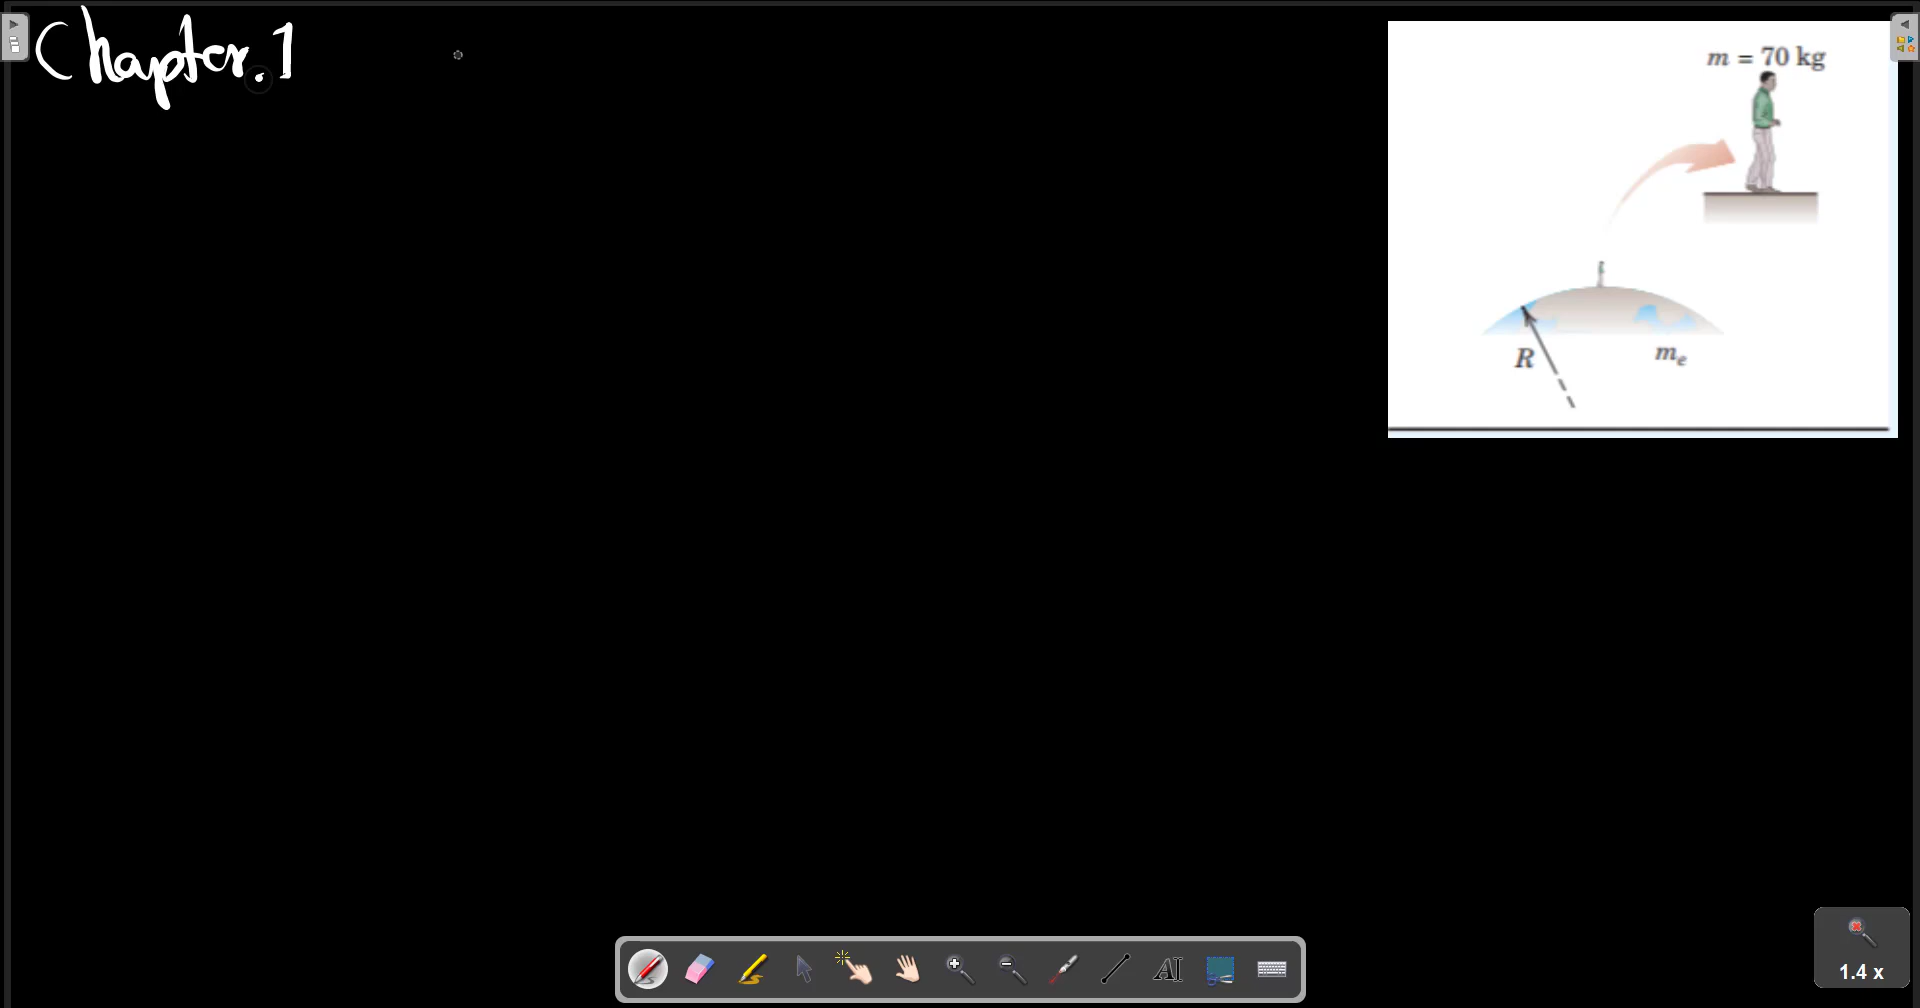 Chapter.1
m = 70 kg
R
mₑ
1.4 x